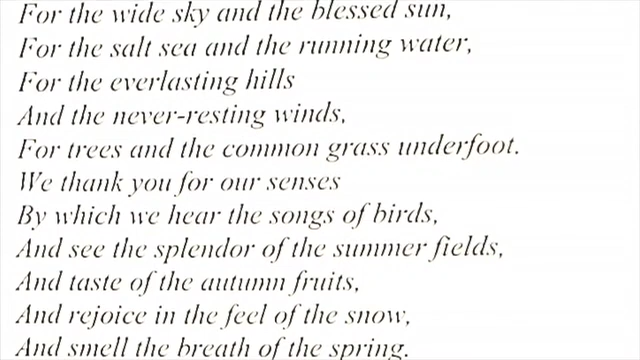 For the wide sky and the blessed sun,
For the salt sea and the running water,
For the everlasting hills
And the never-resting winds,
For trees and the common grass underfoot.
We thank you for our senses
By which we hear the songs of birds,
And see the splendor of the summer fields,
And taste of the autumn fruits,
And rejoice in the feel of the snow,
And smell the breath of the spring.